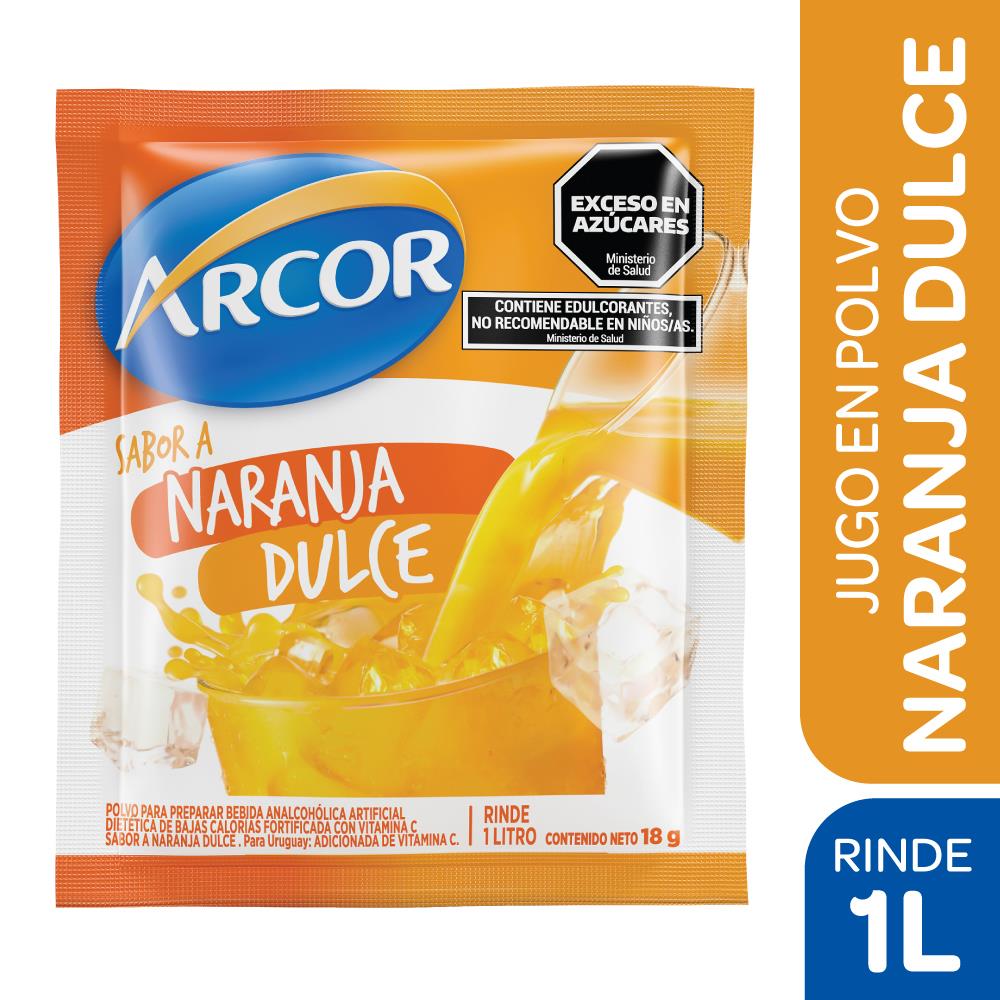 ARCOR
EXCESO EN
AZÚCARES
Ministerio
de Salud
CONTIENE EDULCORANTES,
NO RECOMENDABLE EN NIÑOS/AS.
Ministerio de Salud
SABOR A
NARANJA
DULCE
POLVO PARA PREPARAR BEBIDA ANALCOHÓLICA ARTIFICIAL
DIETÉTICA DE BAJAS CALORÍAS FORTIFICADA CON VITAMINA C
SABOR A NARANJA DULCE . Para Uruguay: ADICIONADA DE VITAMINA C.
RINDE
1 LITRO
CONTENIDO NETO 18 g
JUGO EN POLVO
NARANJA DULCE
RINDE
1L